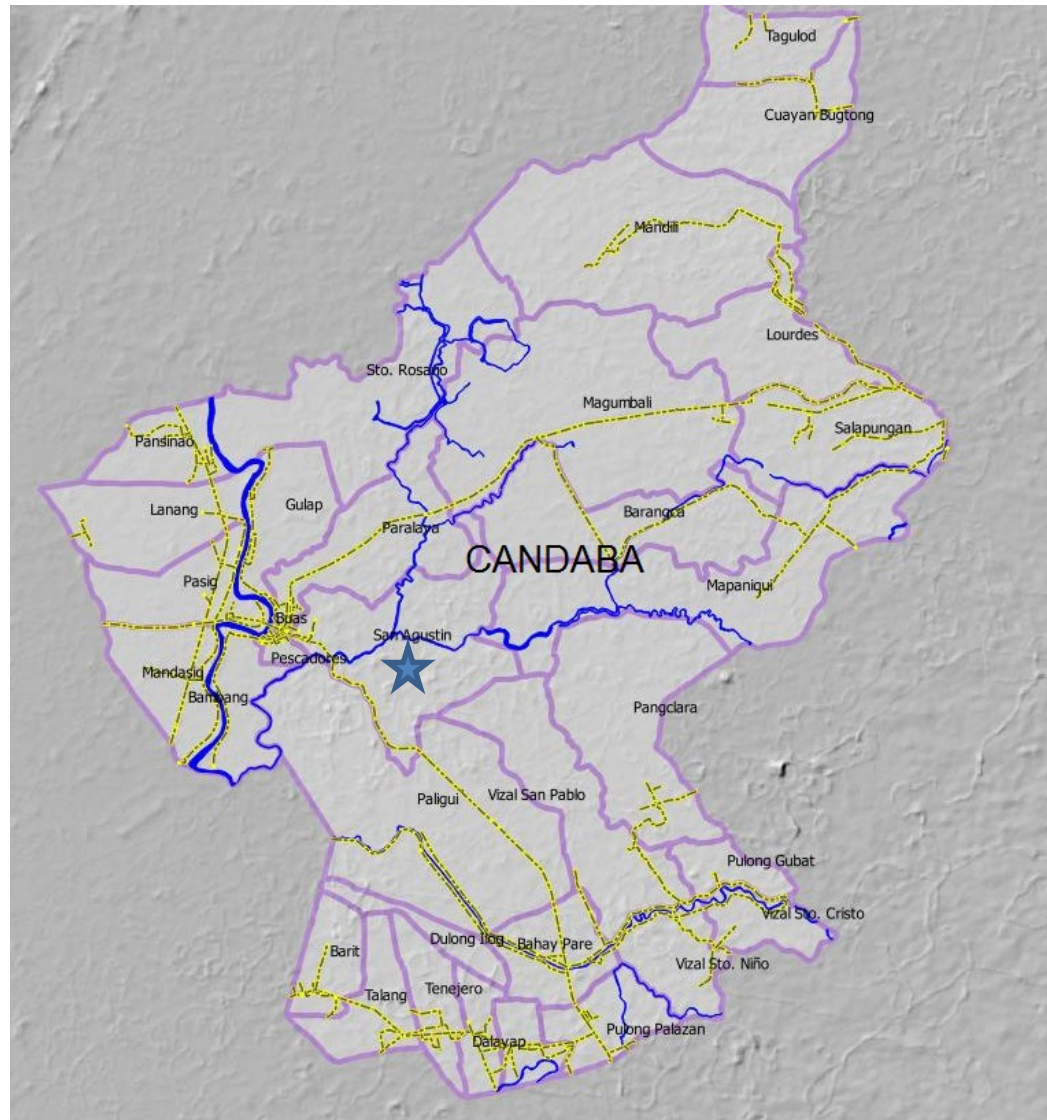 Tagulod
Cuayan Bugtong
Mandili
Lourdes
Sto. Rosario
Magumbali
Salapungan
Pansinao
Lanang
Gulap
Barangca
Paralaya
CANDABA
Pasig
Mapaniqui
Buas
San Agustin
Pescadores
Mandasig
Bambang
Pangclara
Paligui
Vizal San Pablo
Pulong Gubat
Vizal Sto. Cristo
Dulong Ilog
Bahay Pare
Barit
Vizal Sto. Niño
Talang
Tenejero
Pulong Palazan
Dalayap